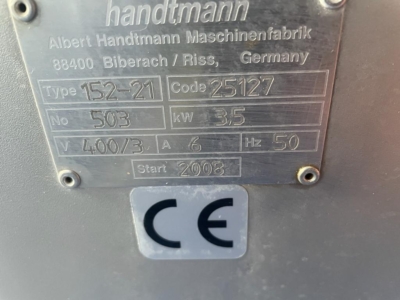 handtmann
Albert Handtmann Maschinenfabrik
88400 Biberach / Riss, Germany
Type 152-21 Code 25127
No 503 kW 3,5
V 400/3 A 6 Hz 50
Start 2008
CE